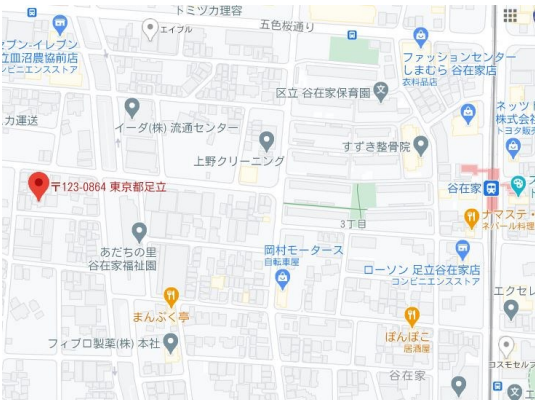 トミヅカ理容
五色桜通り
エイブル
セブン-イレブン
立皿沼農協前店
コンビニエンスストア
ファッションセンター
しまむら 谷在家店
衣料品店
区立 谷在家保育園
ネッツト
株式会社
トヨタ販売
力運送
イーダ(株) 流通センター
上野クリーニング
すずき整骨院
谷在家
〒123-0864 東京都足立
3丁目
ナマステ・
ネパール料理
あだちの里
谷在家福祉園
岡村モータース
自転車屋
ローソン 足立谷在家店
コンビニエンスストア
エクセレ
まんぷく亭
ぽんぽこ
居酒屋
フィブロ製薬(株) 本社
コスモセルフ
谷在家